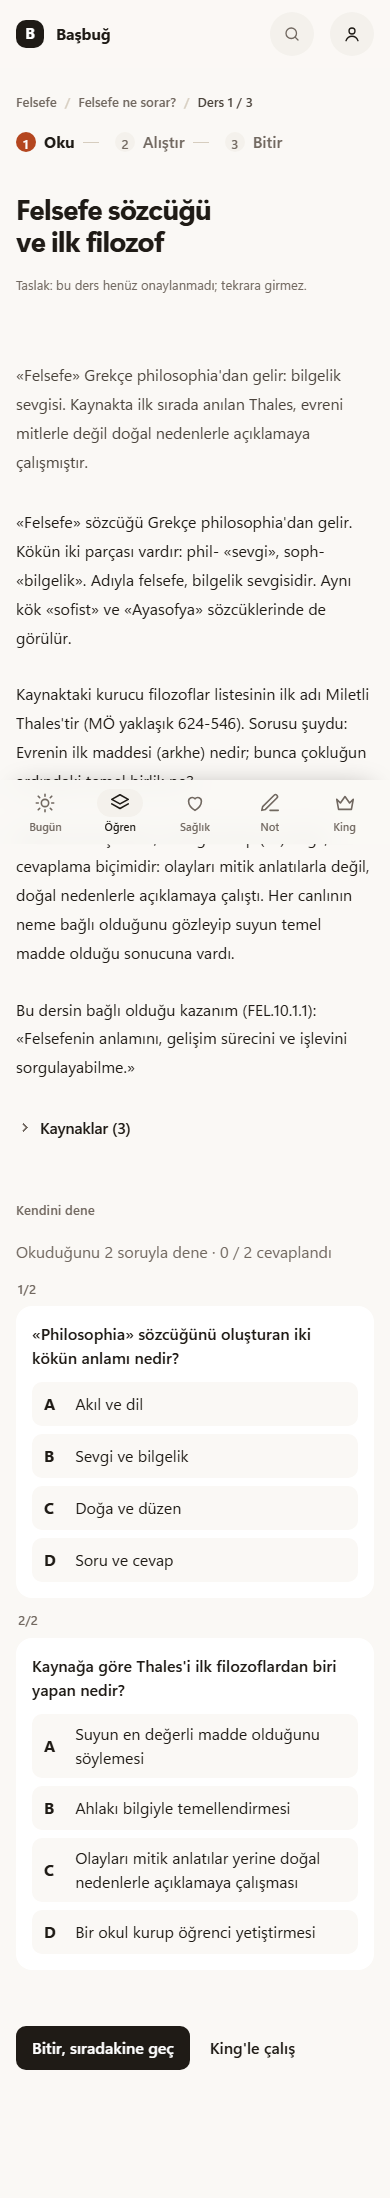 B Başbuğ
Felsefe / Felsefe ne sorar? / Ders 1 / 3
1 Oku 2 Alıştır 3 Bitir
Felsefe sözcüğü
ve ilk filozof
Taslak: bu ders henüz onaylanmadı; tekrara girmez.
«Felsefe» Grekçe philosophia'dan gelir: bilgelik
sevgisi. Kaynakta ilk sırada anılan Thales, evreni
mitlerle değil doğal nedenlerle açıklamaya
çalışmıştır.
«Felsefe» sözcüğü Grekçe philosophia'dan gelir.
Kökün iki parçası vardır: phil- «sevgi», soph-
«bilgelik». Adıyla felsefe, bilgelik sevgisidir. Aynı
kök «sofist» ve «Ayasofya» sözcüklerinde de
görülür.
Kaynaktaki kurucu filozoflar listesinin ilk adı Miletli
Thales'tir (MÖ yaklaşık 624-546). Sorusu şuydu:
Evrenin ilk maddesi (arkhe) nedir; bunca çokluğun
Bugün Öğren Sağlık Not King
cevaplama biçimidir: olayları mitik anlatılarla değil,
doğal nedenlerle açıklamaya çalıştı. Her canlının
neme bağlı olduğunu gözleyip suyun temel
madde olduğu sonucuna vardı.
Bu dersin bağlı olduğu kazanım (FEL.10.1.1):
«Felsefenin anlamını, gelişim sürecini ve işlevini
sorgulayabilme.»
Kaynaklar (3)
Kendini dene
Okuduğunu 2 soruyla dene · 0 / 2 cevaplandı
1/2
«Philosophia» sözcüğünü oluşturan iki
kökün anlamı nedir?
A Akıl ve dil
B Sevgi ve bilgelik
C Doğa ve düzen
D Soru ve cevap
2/2
Kaynağa göre Thales'i ilk filozoflardan biri
yapan nedir?
A Suyun en değerli madde olduğunu
söylemesi
B Ahlakı bilgiyle temellendirmesi
C Olayları mitik anlatılar yerine doğal
nedenlerle açıklamaya çalışması
D Bir okul kurup öğrenci yetiştirmesi
Bitir, sıradakine geç King'le çalış